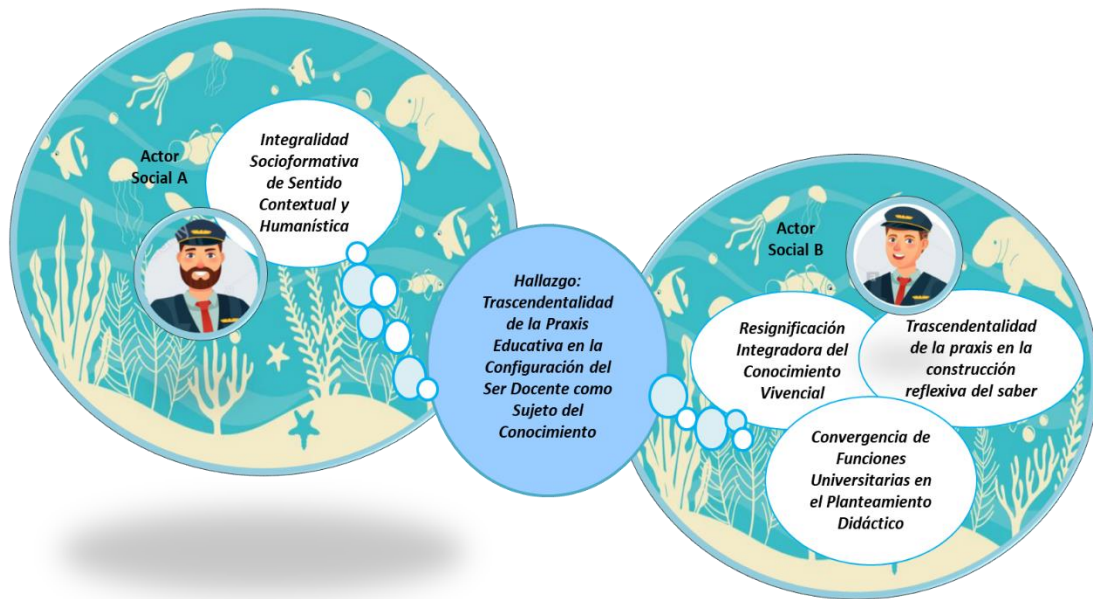 Actor
Social A
Integralidad
Socioformativa
de Sentido
Contextual y
Humanística
Hallazgo:
Trascendentalidad
de la Praxis
Educativa en la
Configuración del
Ser Docente como
Sujeto del
Conocimiento
Actor
Social B
Resignificación
Integradora del
Conocimiento
Vivencial
Trascendentalidad
de la praxis en la
construcción
reflexiva del saber
Convergencia de
Funciones
Universitarias en
el Planteamiento
Didáctico